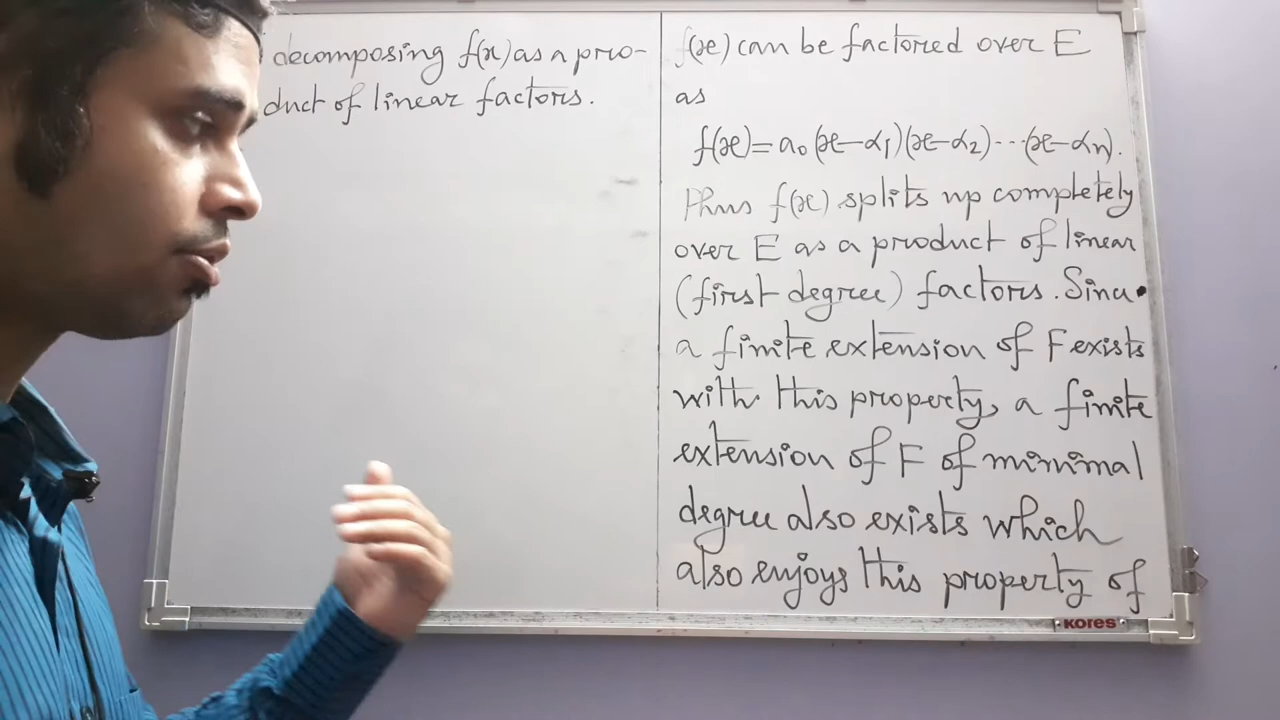 f(x) can be factored over E
as
f(x)=a₀(x-α₁)(x-α₂)···(x-αₙ).
Thus f(x) splits up completely
over E as a product of linear
(first degree) factors. Since
a finite extension of F exists
with this property, a finite
extension of F of minimal
degree also exists which
also enjoys this property of
decomposing f(x) as a pro-
duct of linear factors.
KORES